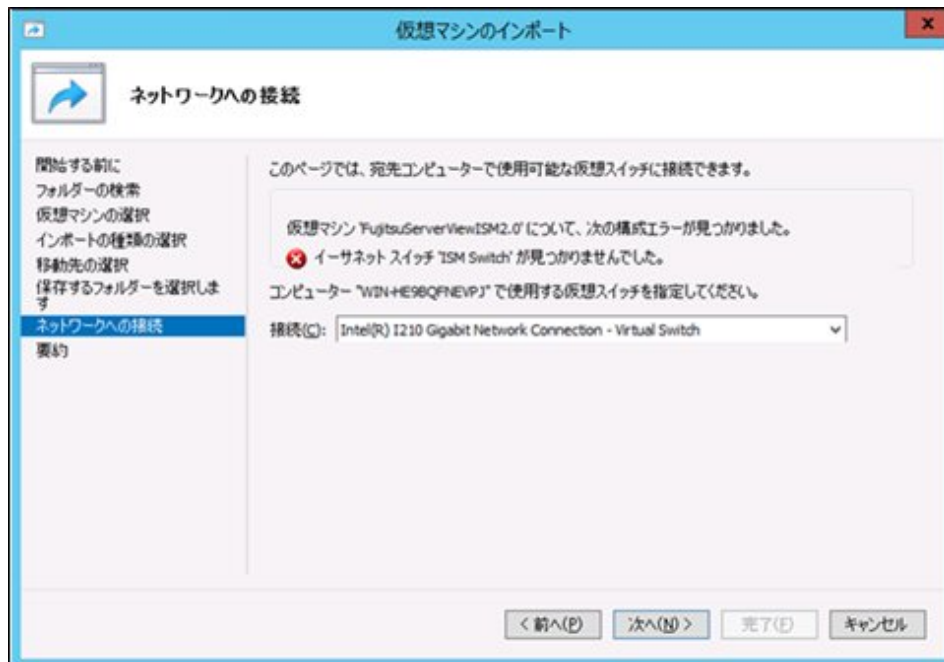 仮想マシンのインポート
ネットワークへの接続
開始する前に
フォルダーの検索
仮想マシンの選択
インポートの種類の選択
移動先の選択
保存するフォルダーを選択しま
す
ネットワークへの接続
要約
このページでは、宛先コンピューターで使用可能な仮想スイッチに接続できます。
仮想マシン 'FujitsuServerViewISM2.0' について、次の構成エラーが見つかりました。
イーサネット スイッチ 'ISM Switch' が見つかりませんでした。
コンピューター "WIN-HE9BQFNEVPJ" で使用する仮想スイッチを指定してください。
接続(C): Intel(R) I210 Gigabit Network Connection - Virtual Switch
< 前へ(P) 次へ(N) > 完了(F) キャンセル